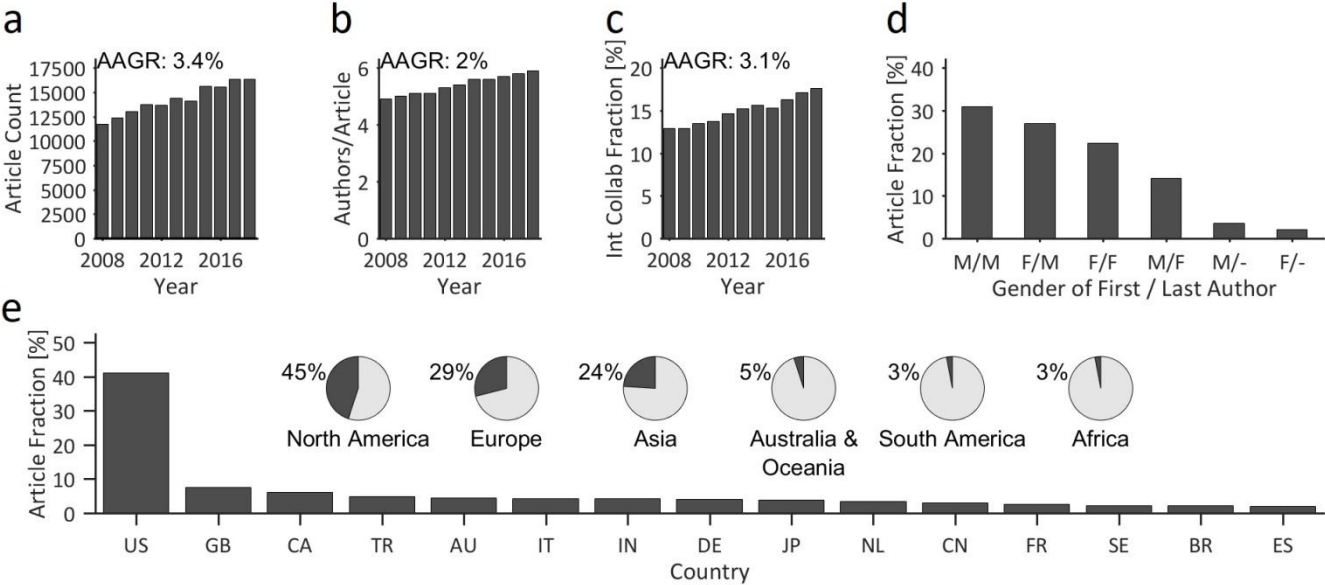 a
AAGR: 3.4%
Article Count
17500
15000
12500
10000
7500
5000
2500
0
2008 2012 2016
Year
b
AAGR: 2%
Authors/Article
6
4
2
0
2008 2012 2016
Year
c
AAGR: 3.1%
Int Collab Fraction [%]
20
15
10
5
0
2008 2012 2016
Year
d
Article Fraction [%]
40
30
20
10
0
M/M F/M F/F M/F M/- F/-
Gender of First / Last Author
e
Article Fraction [%]
50
40
30
20
10
0
45%
North America
29%
Europe
24%
Asia
5%
Australia &
Oceania
3%
South America
3%
Africa
US GB CA TR AU IT IN DE JP NL CN FR SE BR ES
Country